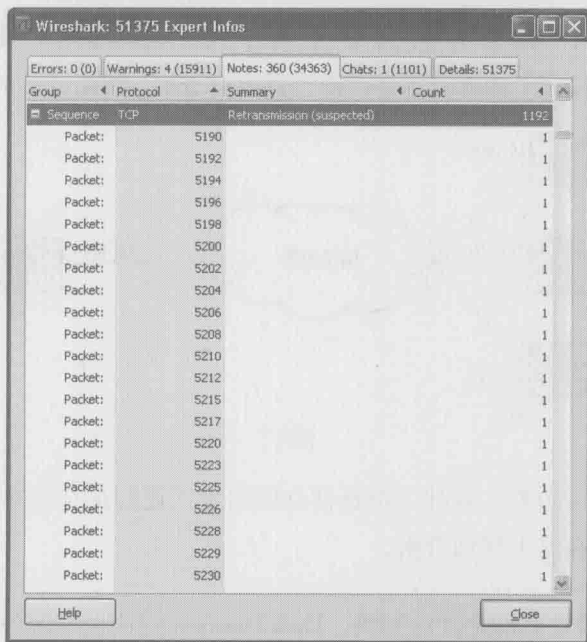 Wireshark: 51375 Expert Infos
Errors: 0 (0) Warnings: 4 (15911) Notes: 360 (34363) Chats: 1 (1101) Details: 51375
Group Protocol Summary Count
Sequence TCP Retransmission (suspected) 1192
Packet: 5190 1
Packet: 5192 1
Packet: 5194 1
Packet: 5196 1
Packet: 5198 1
Packet: 5200 1
Packet: 5202 1
Packet: 5204 1
Packet: 5206 1
Packet: 5208 1
Packet: 5210 1
Packet: 5212 1
Packet: 5215 1
Packet: 5217 1
Packet: 5220 1
Packet: 5223 1
Packet: 5225 1
Packet: 5226 1
Packet: 5228 1
Packet: 5229 1
Packet: 5230 1
Help Close